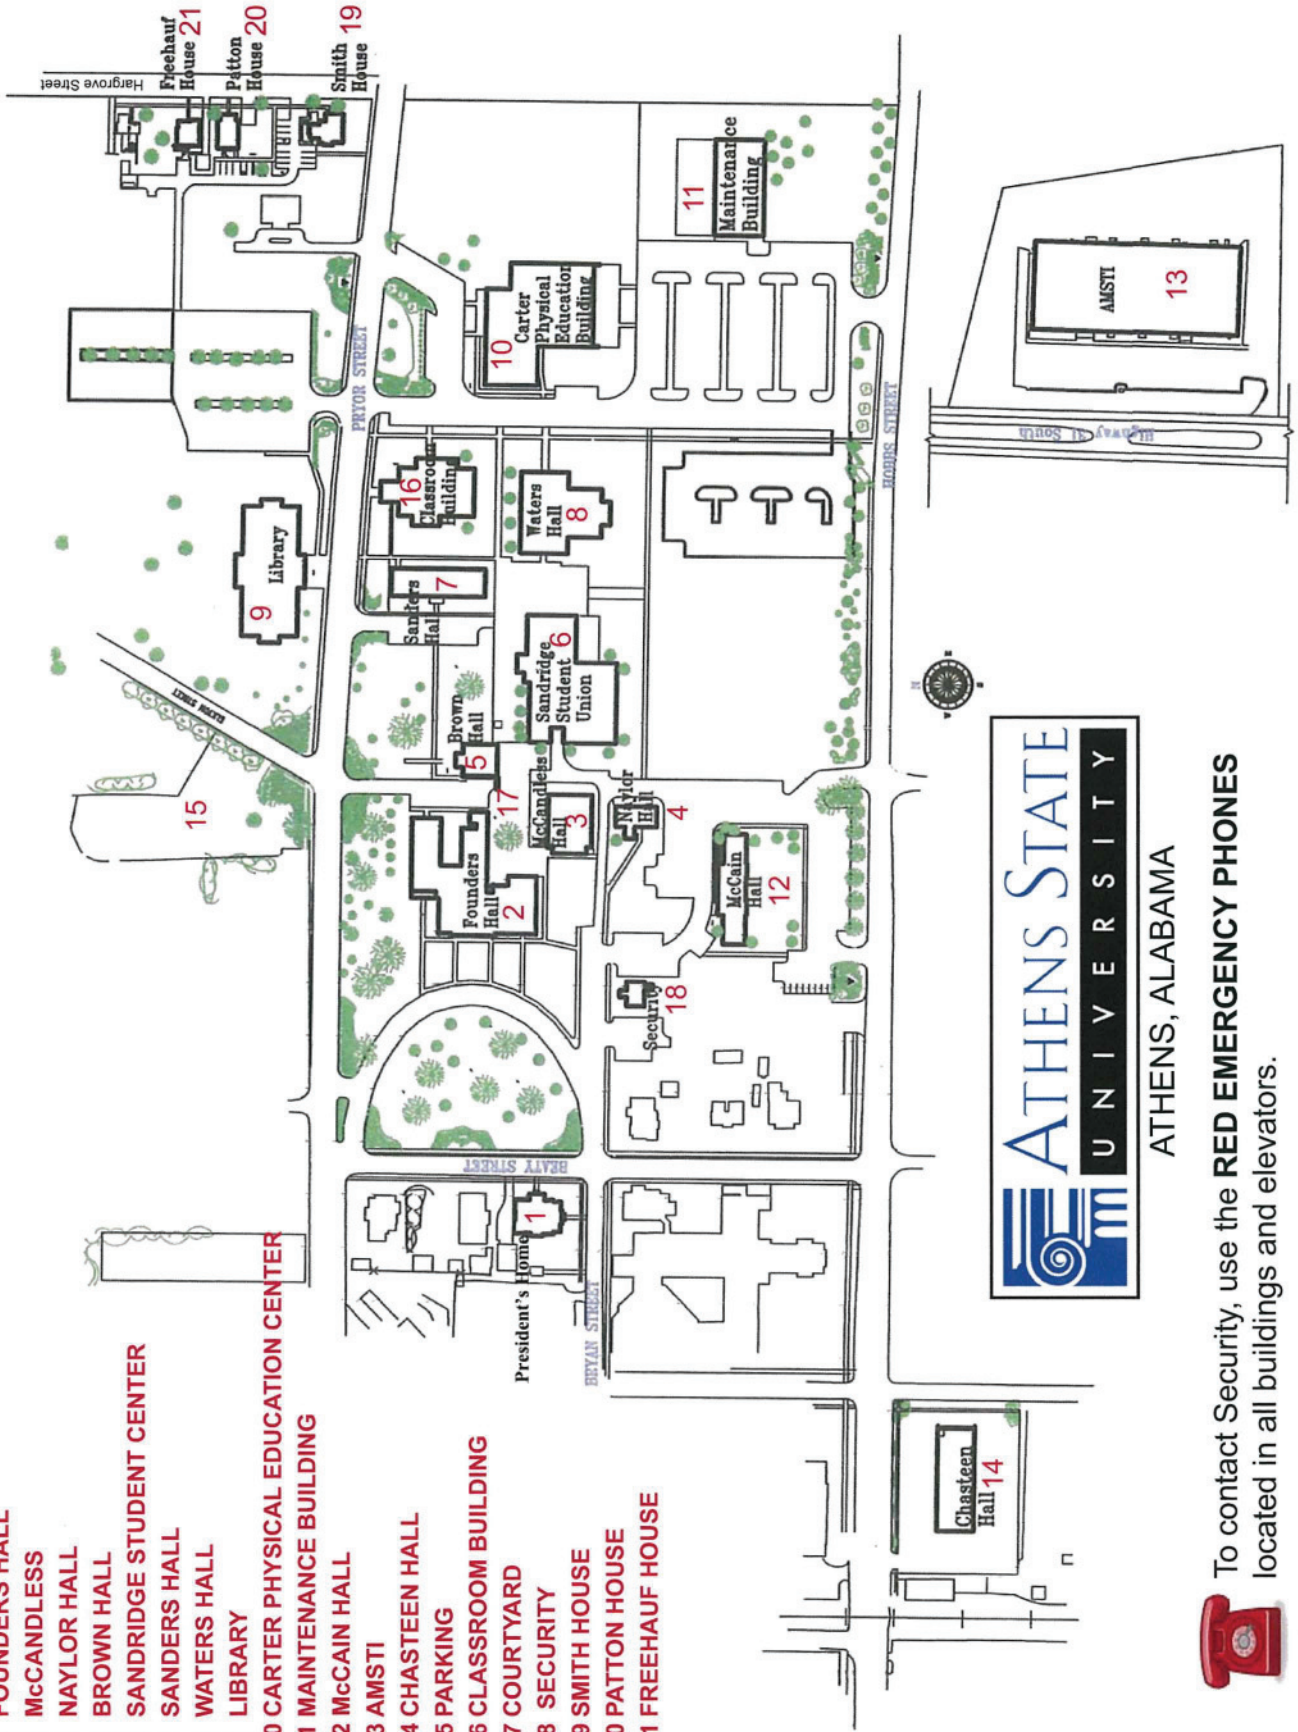 FOUNDERS HALL
McCANDLESS
NAYLOR HALL
BROWN HALL
SANDRIDGE STUDENT CENTER
SANDERS HALL
WATERS HALL
LIBRARY
0 CARTER PHYSICAL EDUCATION CENTER
1 MAINTENANCE BUILDING
2 McCAIN HALL
3 AMSTI
4 CHASTEEN HALL
5 PARKING
6 CLASSROOM BUILDING
7 COURTYARD
8 SECURITY
9 SMITH HOUSE
0 PATTON HOUSE
1 FREEHAUF HOUSE
Hargrove Street
Freehauf
House 21
Patton
House 20
Smith 19
House
PRYOR STREET
9
Library
ELKTON STREET
15
16
Classroom
Building
10
Carter
Physical
Education
Building
11
Maintenance
Building
Sanders
Hall
7
Waters
Hall
8
Sandridge
Student
Union
6
Brown
Hall
5
17
McCandless
Hall
3
Naylor
Hall
4
Founders
Hall
2
McCain
Hall
12
Security
18
BEATY STREET
President's Home
1
BRYAN STREET
HOBBS STREET
Highway 31 South
AMSTI
13
Chasteen
Hall
14
N
ATHENS STATE
UNIVERSITY
ATHENS, ALABAMA
To contact Security, use the RED EMERGENCY PHONES
located in all buildings and elevators.